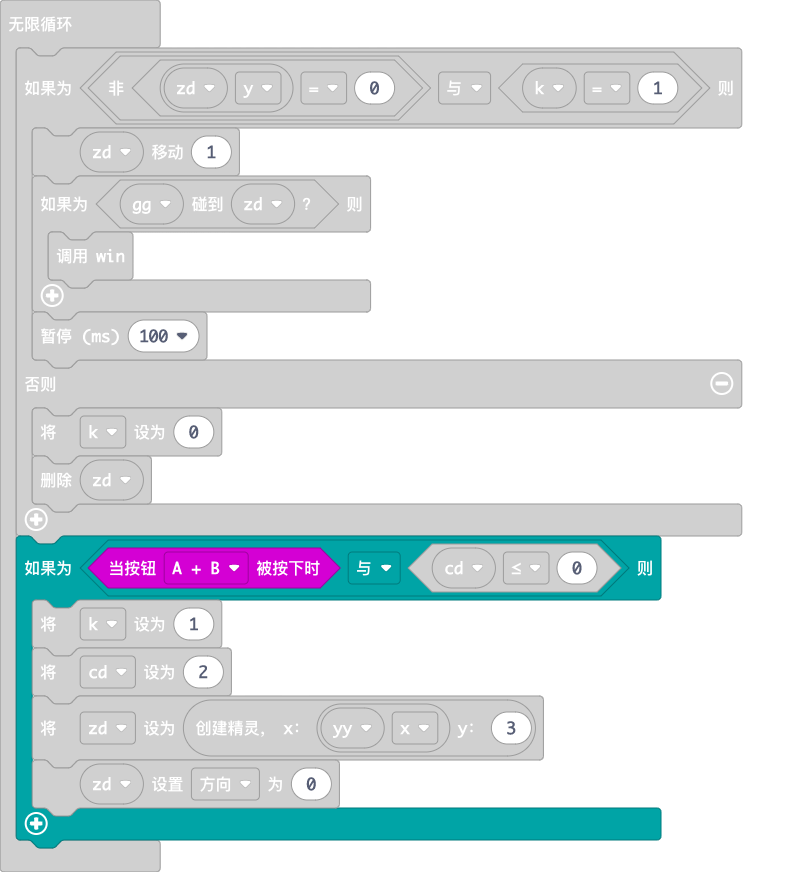 无限循环
如果为 非 zd y = 0 与 k = 1 则
zd 移动 1
如果为 gg 碰到 zd ? 则
调用 win
暂停 (ms) 100
否则
将 k 设为 0
删除 zd
如果为 当按钮 A + B 被按下时 与 cd ≤ 0 则
将 k 设为 1
将 cd 设为 2
将 zd 设为 创建精灵, x: yy x y: 3
zd 设置 方向 为 0